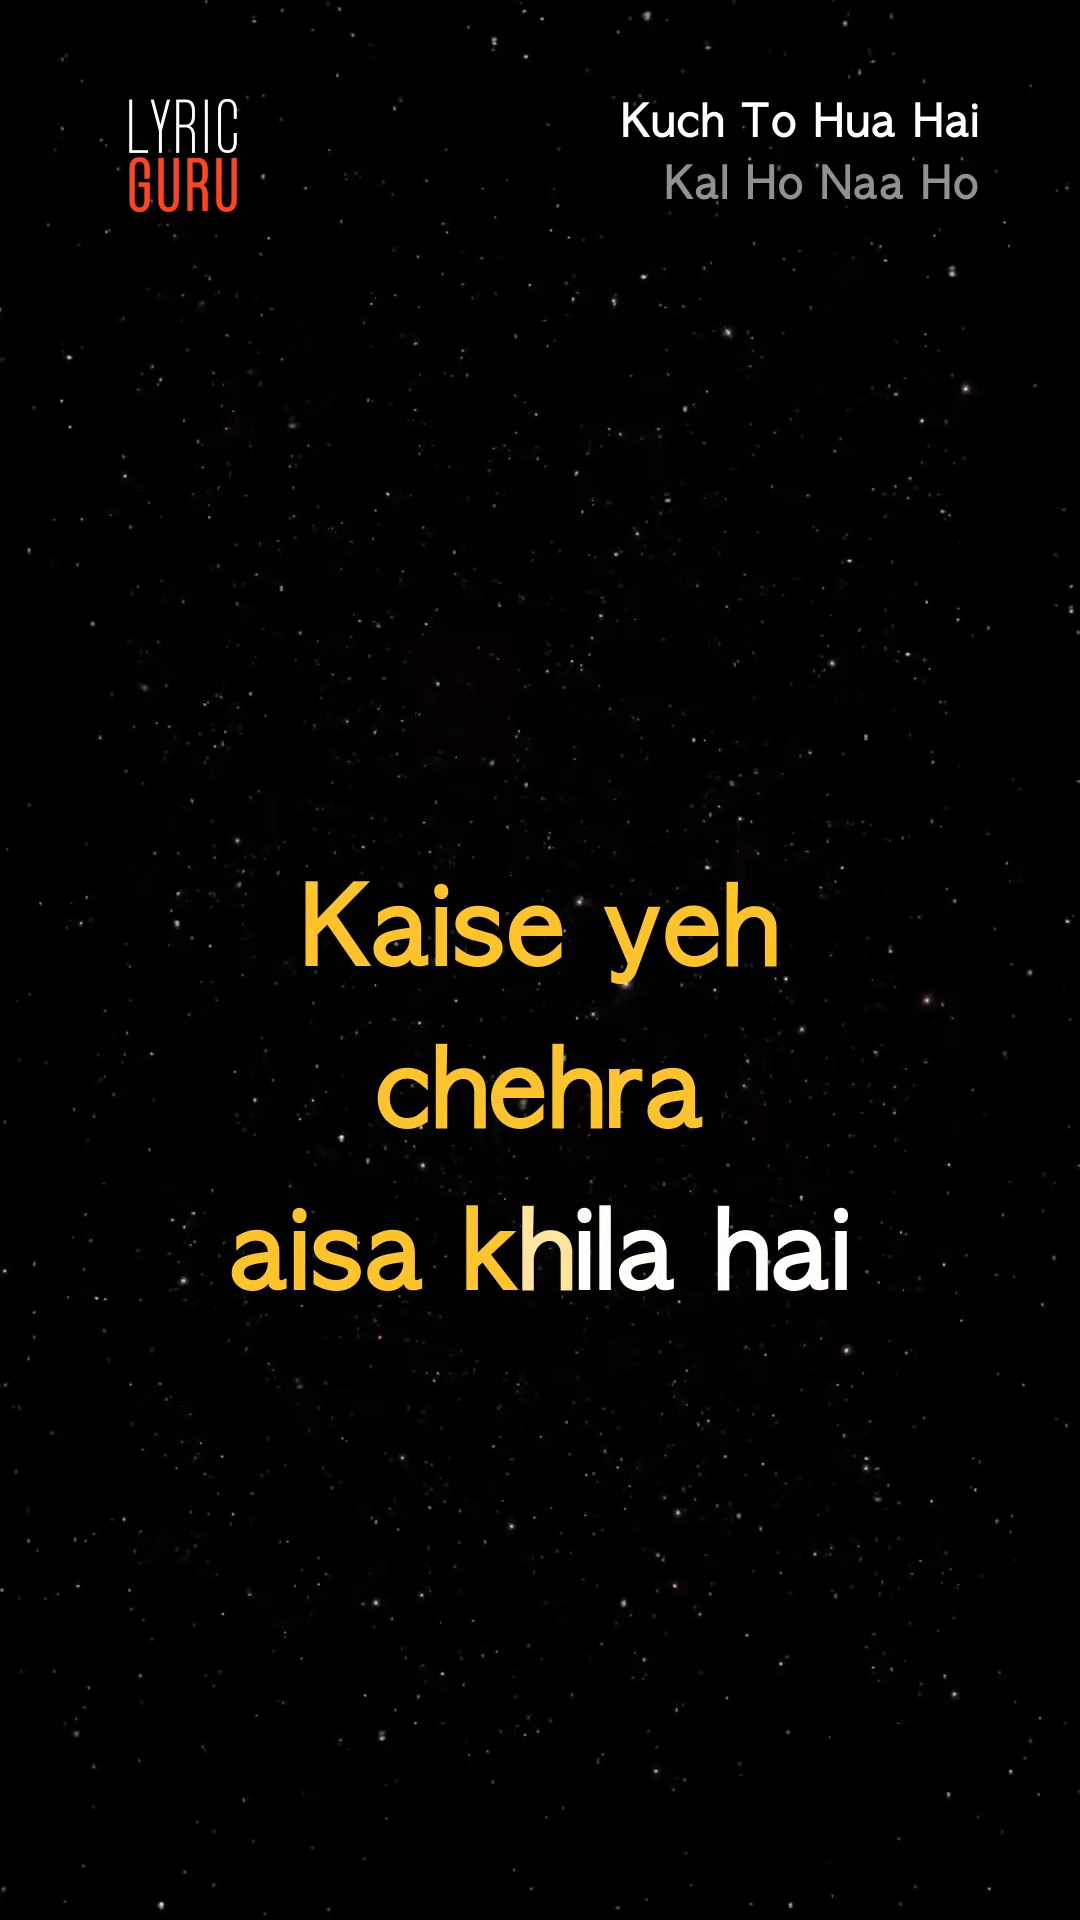 LYRIC
GURU
Kuch To Hua Hai
Kal Ho Naa Ho
Kaise yeh
chehra
aisa khila hai